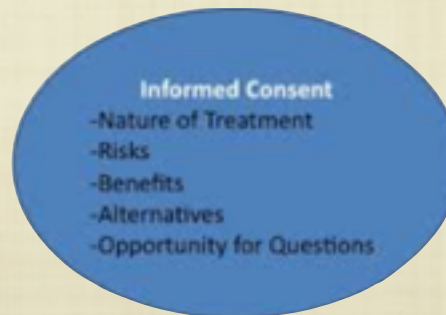 Informed Consent
-Nature of Treatment
-Risks
-Benefits
-Alternatives
-Opportunity for Questions